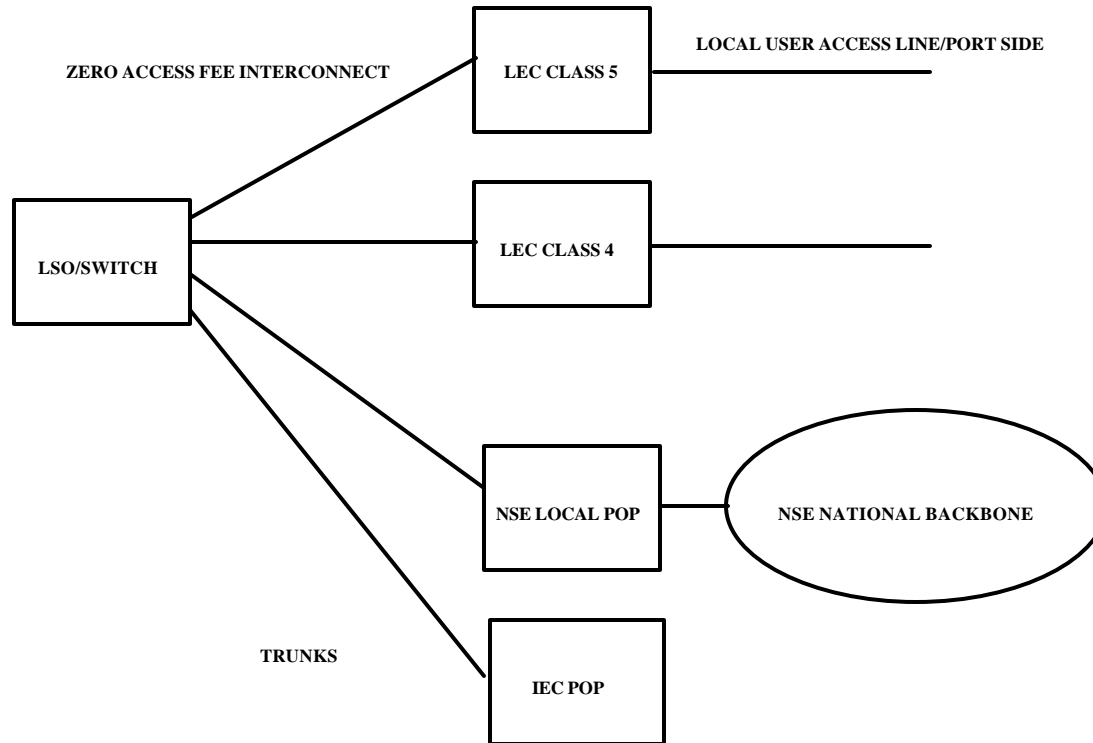 LOCAL USER ACCESS LINE/PORT SIDE
ZERO ACCESS FEE INTERCONNECT
LEC CLASS 5
LEC CLASS 4
LSO/SWITCH
NSE LOCAL POP
NSE NATIONAL BACKBONE
TRUNKS
IEC POP